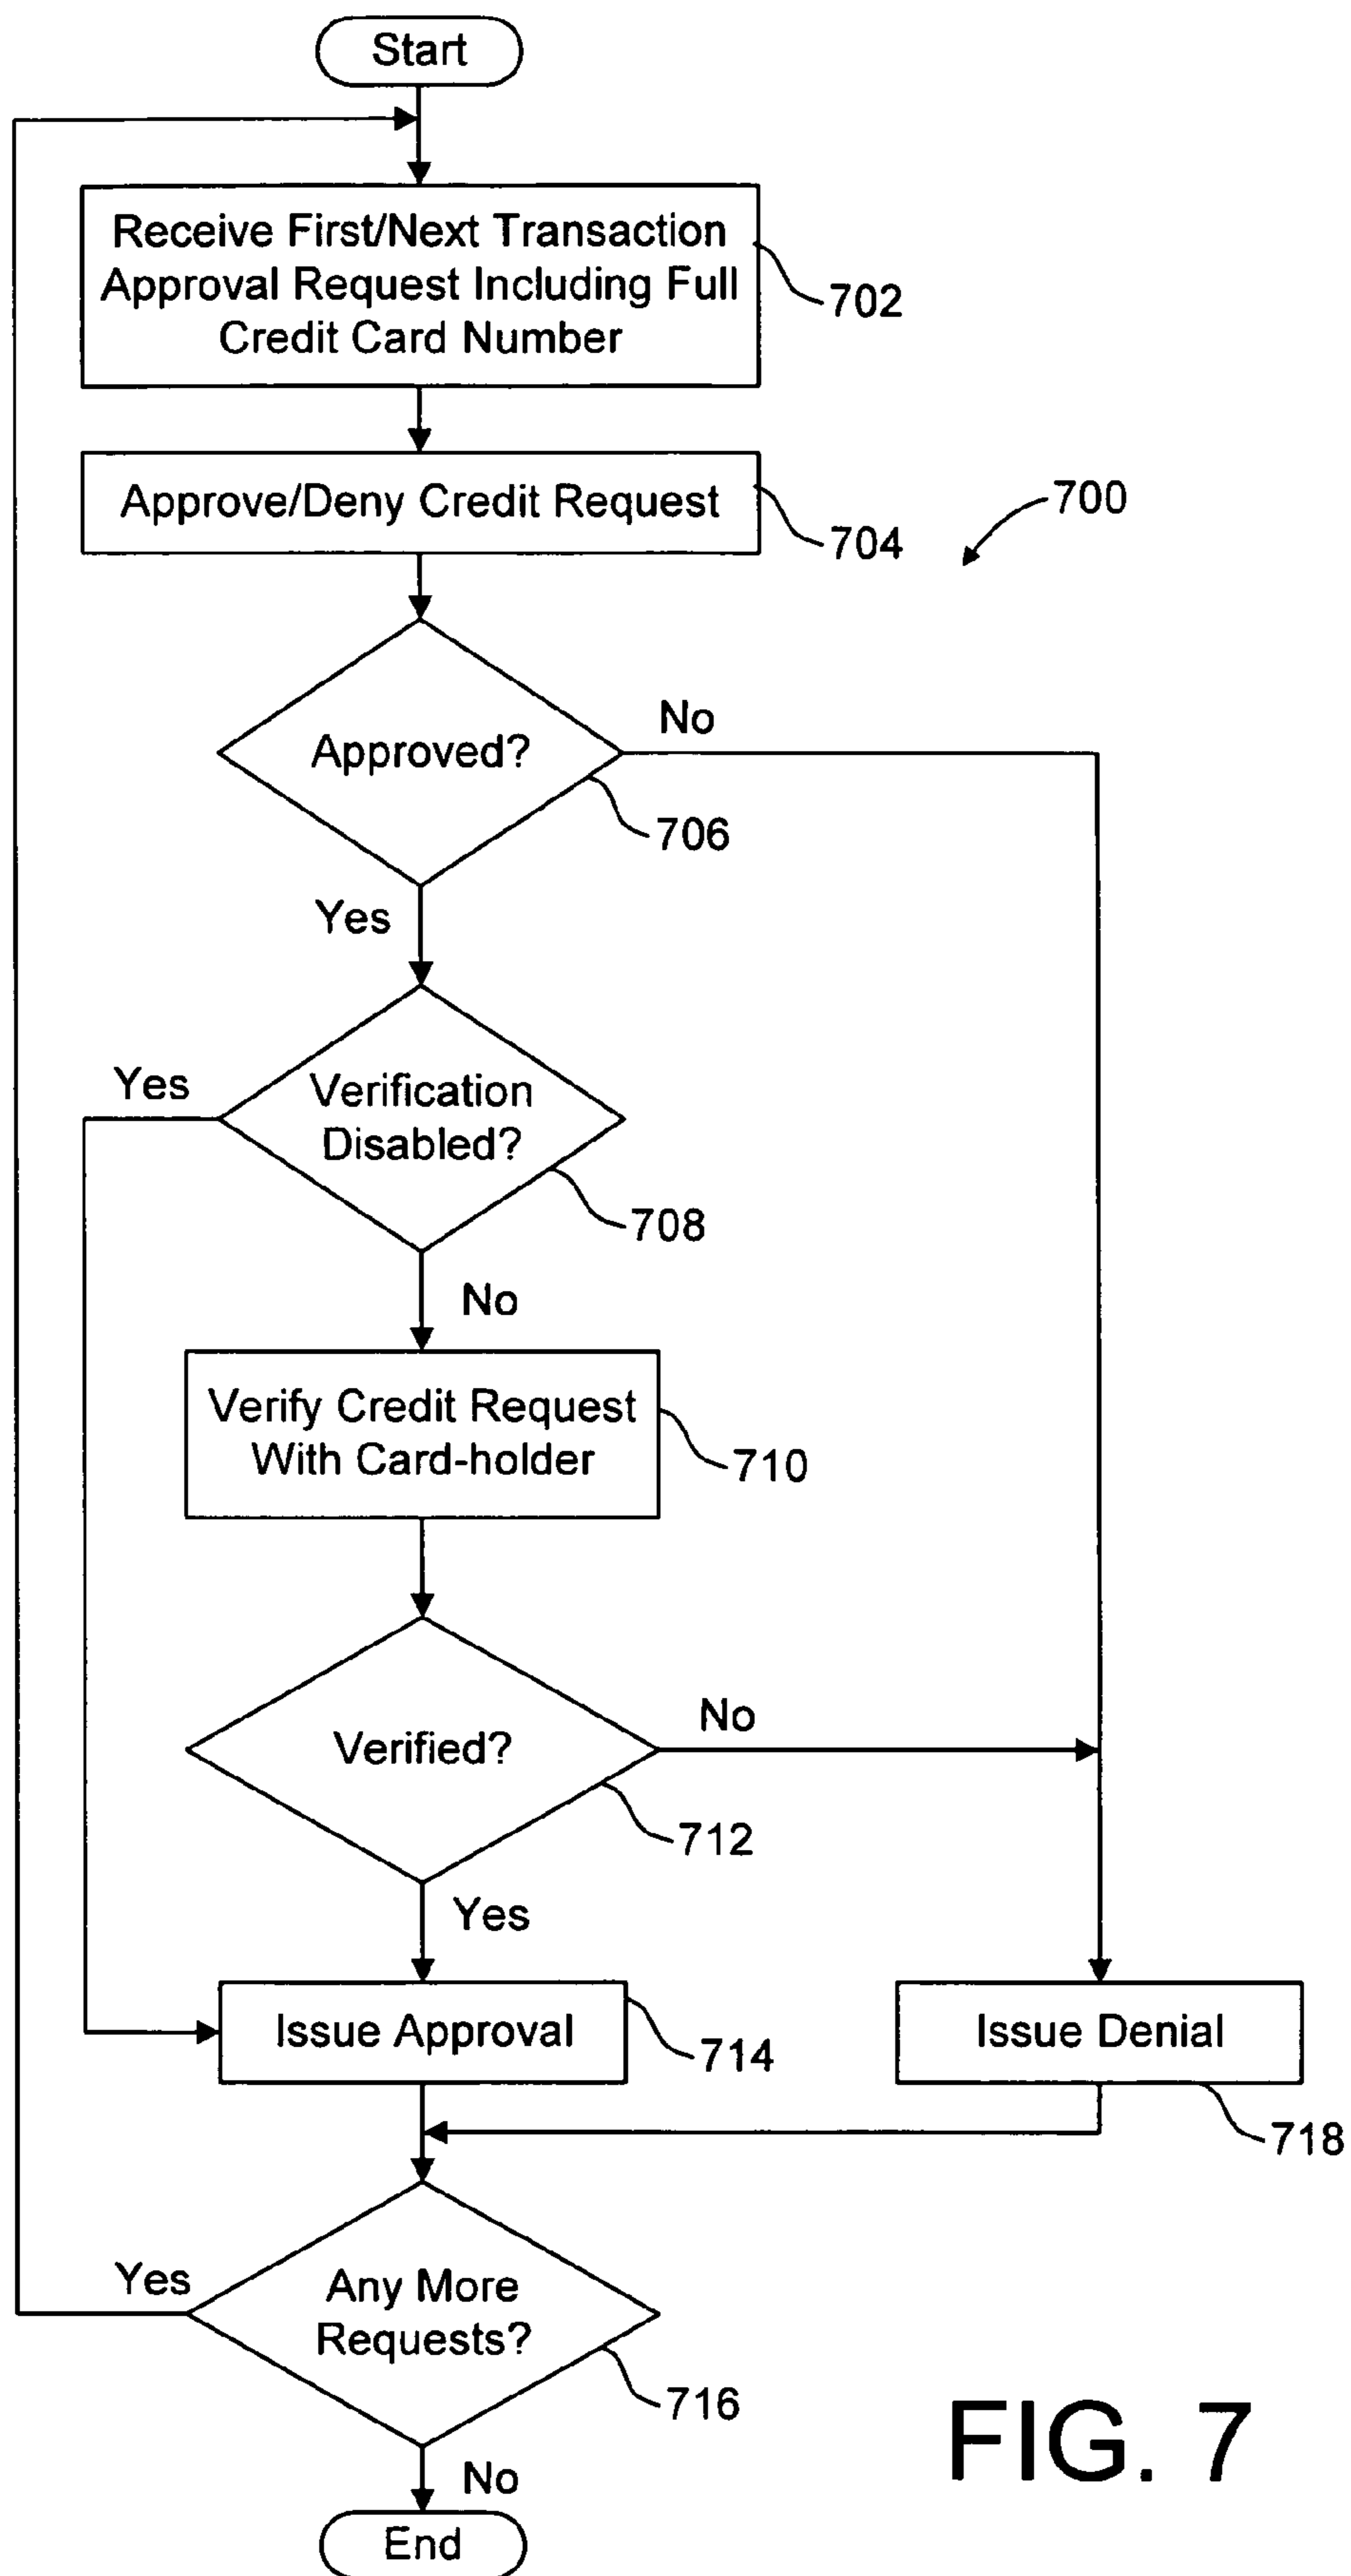 Start
Receive First/Next Transaction
Approval Request Including Full
Credit Card Number
702
Approve/Deny Credit Request
704
700
Approved?
No
706
Yes
Verification
Disabled?
Yes
708
No
Verify Credit Request
With Card-holder
710
Verified?
No
712
Yes
Issue Approval
714
Issue Denial
718
Any More
Requests?
Yes
716
No
End
FIG. 7